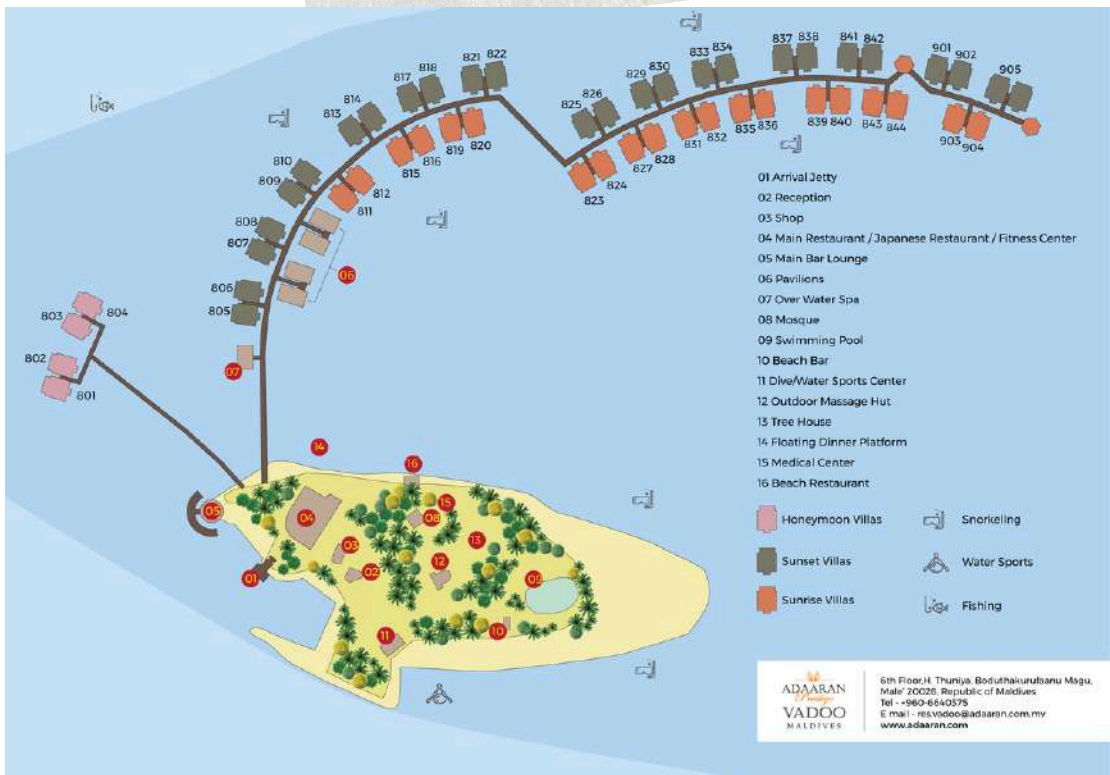 821 822
837 838
841 842
833 834
901 902
817 818
829 830
905
813 814
825 826
819 820
835 836
839 840
843 844
903 904
815 816
831 832
827 828
823 824
810
809
812
811
808
807
06
806
805
804
803
802
801
07
14
16
05
04
15
08
03
13
01
02
12
09
11
10
01 Arrival Jetty
02 Reception
03 Shop
04 Main Restaurant / Japanese Restaurant / Fitness Center
05 Main Bar Lounge
06 Pavilions
07 Over Water Spa
08 Mosque
09 Swimming Pool
10 Beach Bar
11 Dive/Water Sports Center
12 Outdoor Massage Hut
13 Tree House
14 Floating Dinner Platform
15 Medical Center
16 Beach Restaurant
Honeymoon Villas
Sunset Villas
Sunrise Villas
Snorkeling
Water Sports
Fishing
ADAARAN
Prestige
VADOO
MALDIVES
6th Floor,H. Thuniya, Boduthakurufaanu Magu,
Male' 20026, Republic of Maldives
Tel - +960-6640375
E mail - res.vadoo@adaaran.com.mv
www.adaaran.com